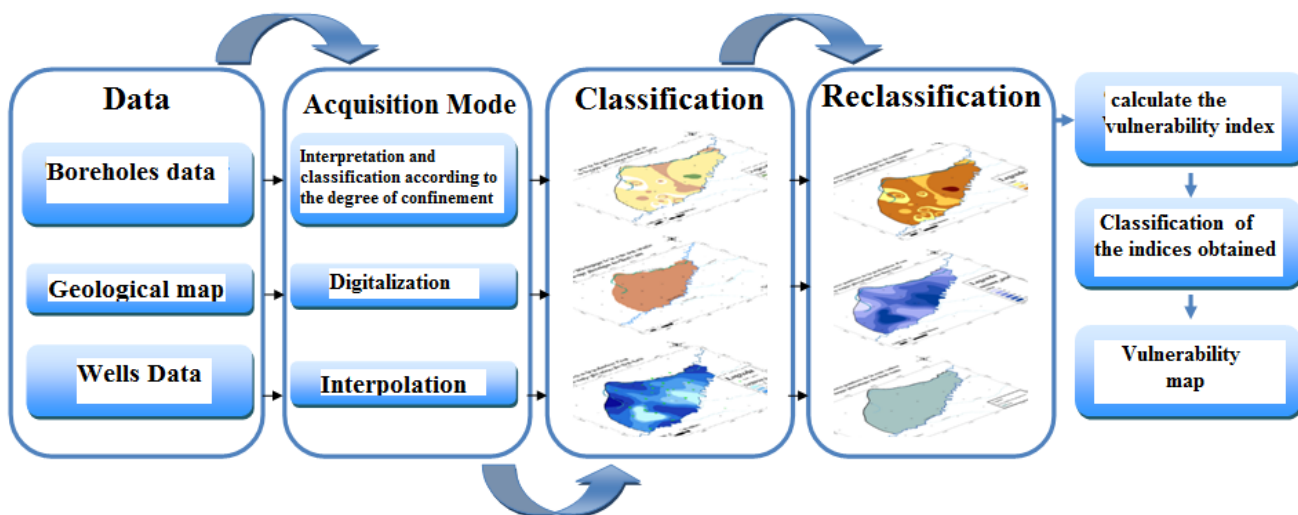 Data
Boreholes data
Geological map
Wells Data
Acquisition Mode
Interpretation and
classification according to
the degree of confinement
Digitalization
Interpolation
Classification
Reclassification
calculate the
vulnerability index
Classification of
the indices obtained
Vulnerability
map